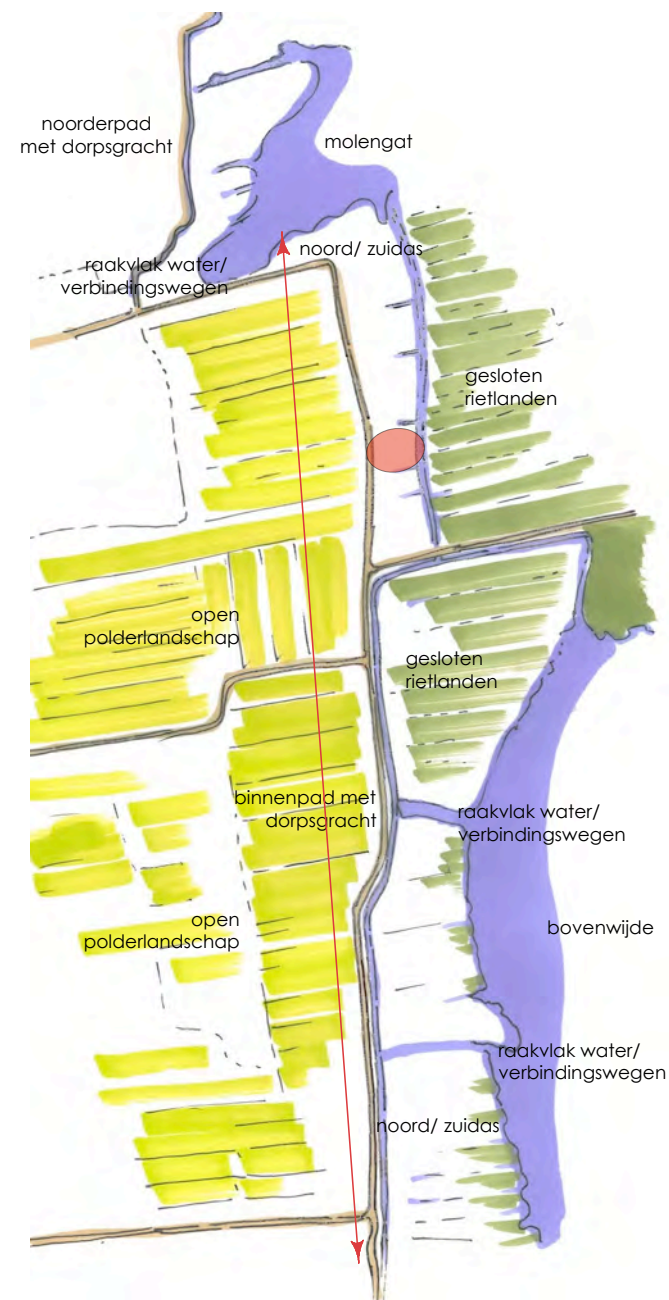 noorderpad
met dorpsgracht
molengat
noord/ zuidas
raakvlak water/
verbindingswegen
gesloten
rietlanden
open
polderlandschap
gesloten
rietlanden
binnenpad met
dorpsgracht
raakvlak water/
verbindingswegen
open
polderlandschap
bovenwijde
raakvlak water/
verbindingswegen
noord/ zuidas